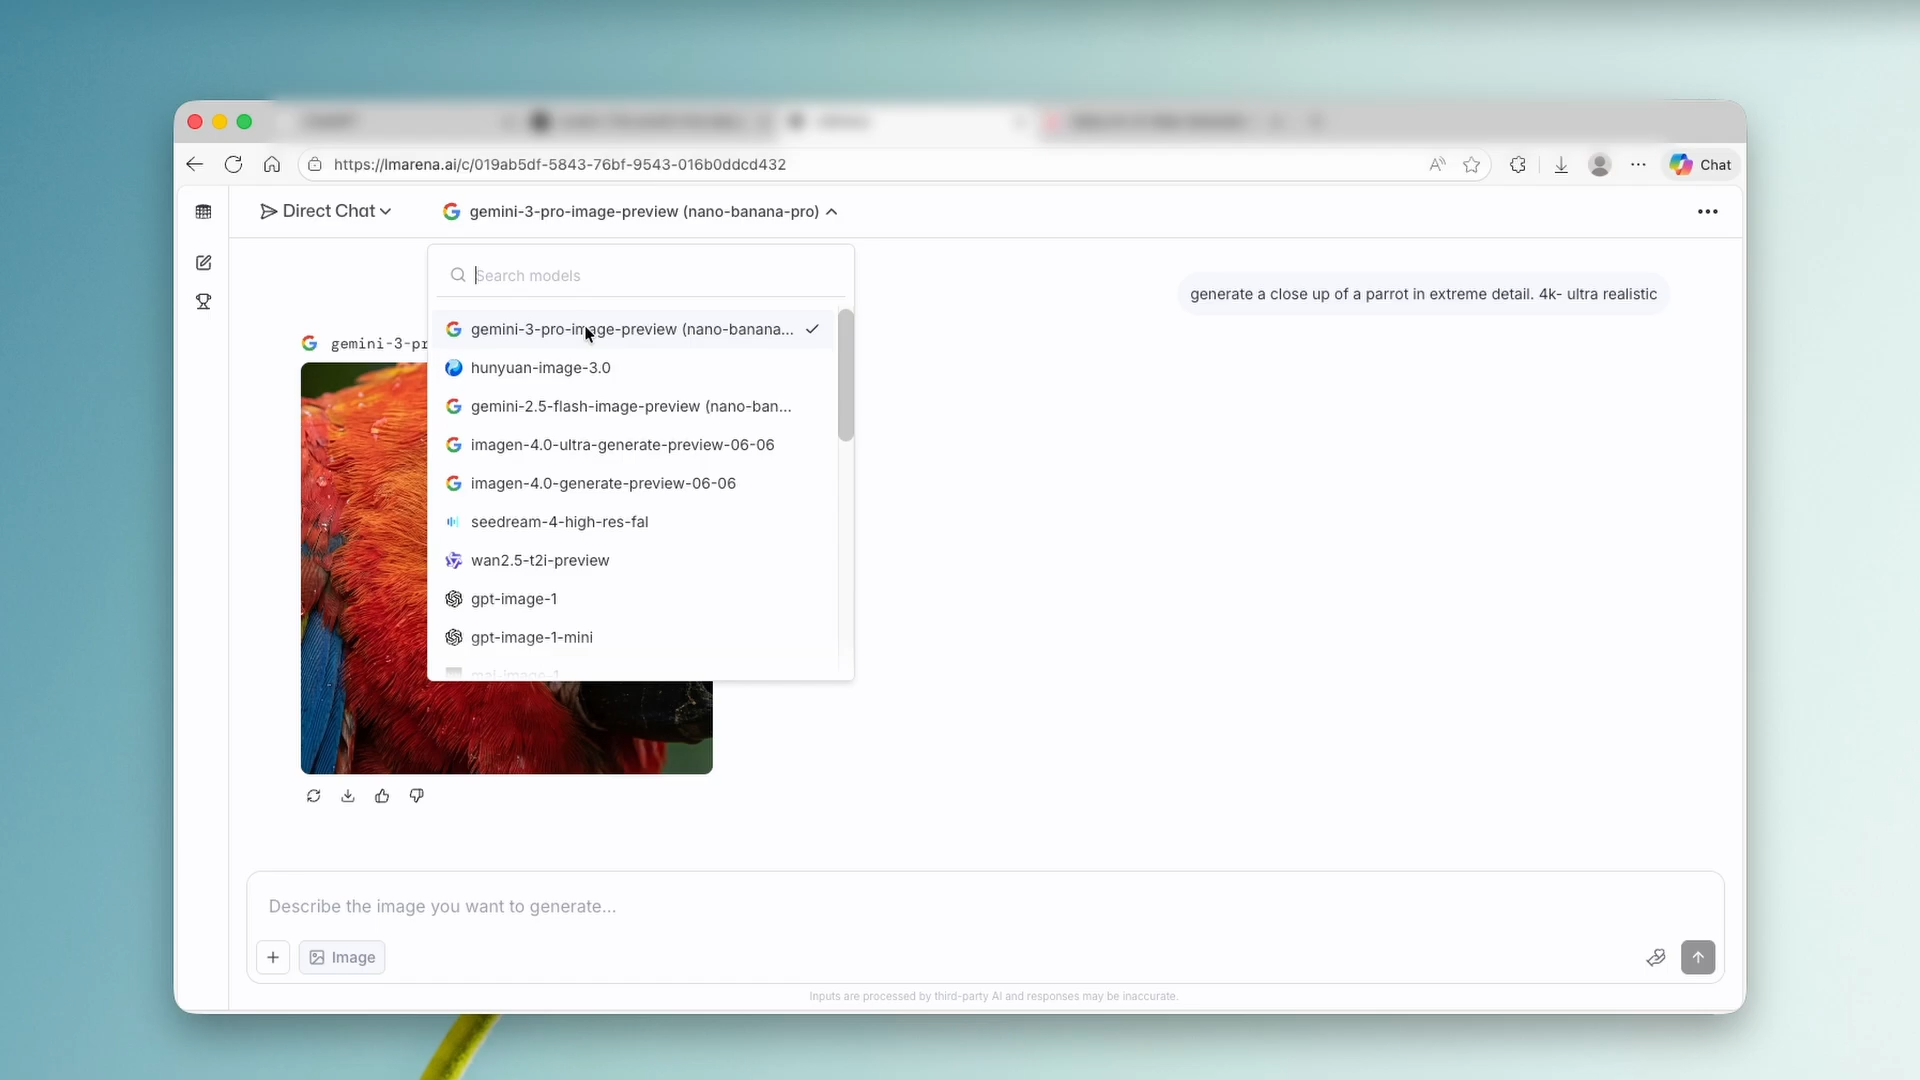 https://lmarena.ai/c/019ab5df-5843-76bf-9543-016b0ddcd432
Chat
Direct Chat
gemini-3-pro-image-preview (nano-banana-pro)
Search models
generate a close up of a parrot in extreme detail. 4k- ultra realistic
gemini-3-pr
gemini-3-pro-image-preview (nano-banana...
hunyuan-image-3.0
gemini-2.5-flash-image-preview (nano-ban...
imagen-4.0-ultra-generate-preview-06-06
imagen-4.0-generate-preview-06-06
seedream-4-high-res-fal
wan2.5-t2i-preview
gpt-image-1
gpt-image-1-mini
Describe the image you want to generate...
Image
Inputs are processed by third-party AI and responses may be inaccurate.